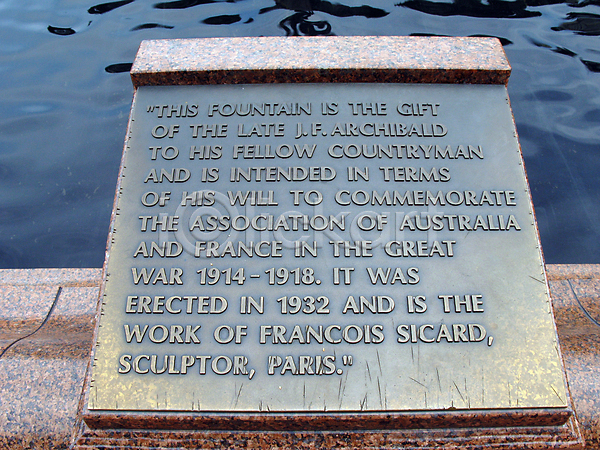 "THIS FOUNTAIN IS THE GIFT
OF THE LATE J.F. ARCHIBALD
TO HIS FELLOW COUNTRYMAN
AND IS INTENDED IN TERMS
OF HIS WILL TO COMMEMORATE
THE ASSOCIATION OF AUSTRALIA
AND FRANCE IN THE GREAT
WAR 1914-1918. IT WAS
ERECTED IN 1932 AND IS THE
WORK OF FRANCOIS SICARD,
SCULPTOR, PARIS."